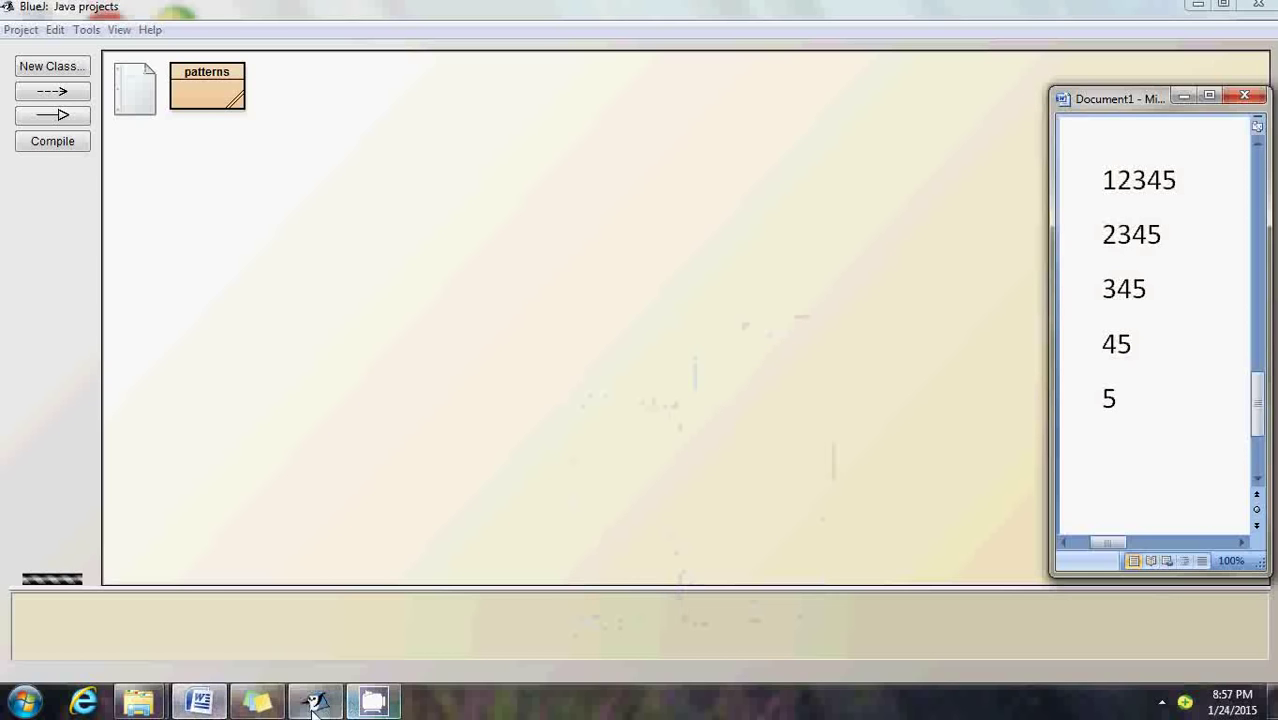 BlueJ: Java projects
Project Edit Tools View Help
New Class...
Compile
patterns
Document1 - Mi...
12345
2345
345
45
5
100%
8:57 PM
1/24/2015